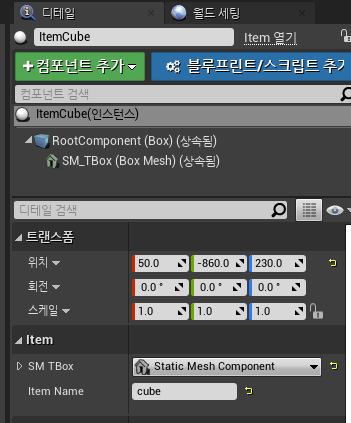 디테일 월드 세팅
ItemCube Item 열기
+컴포넌트 추가 블루프린트/스크립트 추가
컴포넌트 검색
ItemCube(인스턴스)
RootComponent (Box) (상속됨)
SM_TBox (Box Mesh) (상속됨)
디테일 검색
트랜스폼
위치 50.0 -860.0 230.0
회전 0.0 ° 0.0 ° 0.0 °
스케일 1.0 1.0 1.0
Item
SM TBox Static Mesh Component
Item Name cube